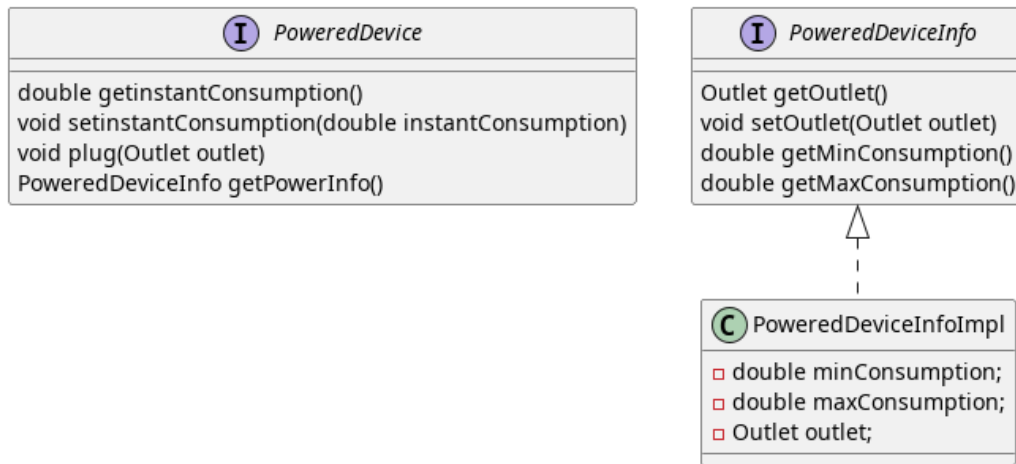 I PoweredDevice
double getinstantConsumption()
void setinstantConsumption(double instantConsumption)
void plug(Outlet outlet)
PoweredDeviceInfo getPowerInfo()
I PoweredDeviceInfo
Outlet getOutlet()
void setOutlet(Outlet outlet)
double getMinConsumption()
double getMaxConsumption()
C PoweredDeviceInfoImpl
double minConsumption;
double maxConsumption;
Outlet outlet;